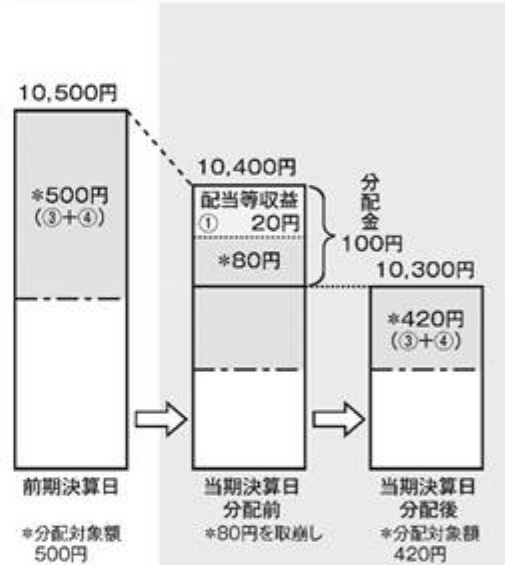 10,500円
*500円
(③+④)
前期決算日
*分配対象額
500円
10,400円
配当等収益
① 20円
*80円
分配金
100円
当期決算日
分配前
*80円を取崩し
10,300円
*420円
(③+④)
当期決算日
分配後
*分配対象額
420円